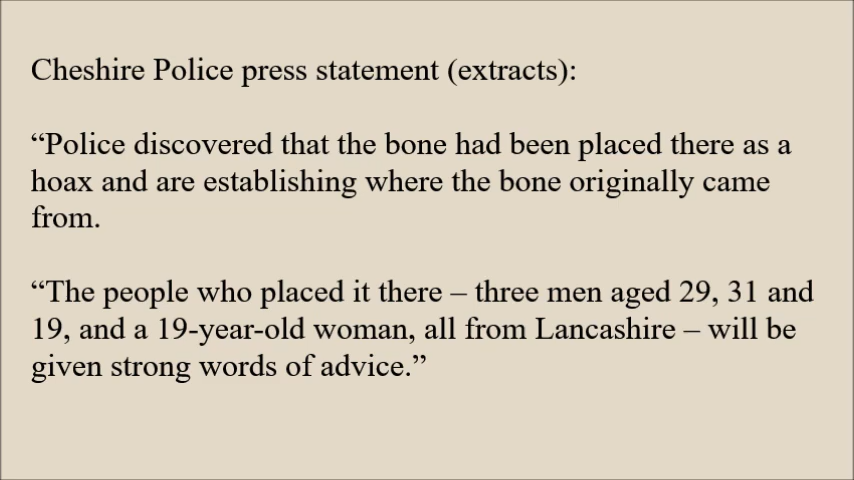 Cheshire Police press statement (extracts):
“Police discovered that the bone had been placed there as a
hoax and are establishing where the bone originally came
from.
“The people who placed it there – three men aged 29, 31 and
19, and a 19-year-old woman, all from Lancashire – will be
given strong words of advice.”